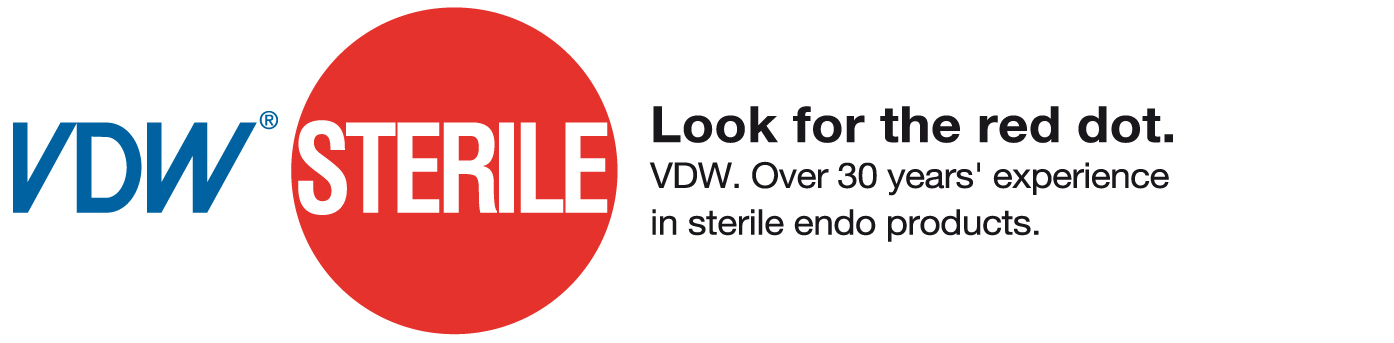 VDW® STERILE
Look for the red dot.
VDW. Over 30 years' experience
in sterile endo products.